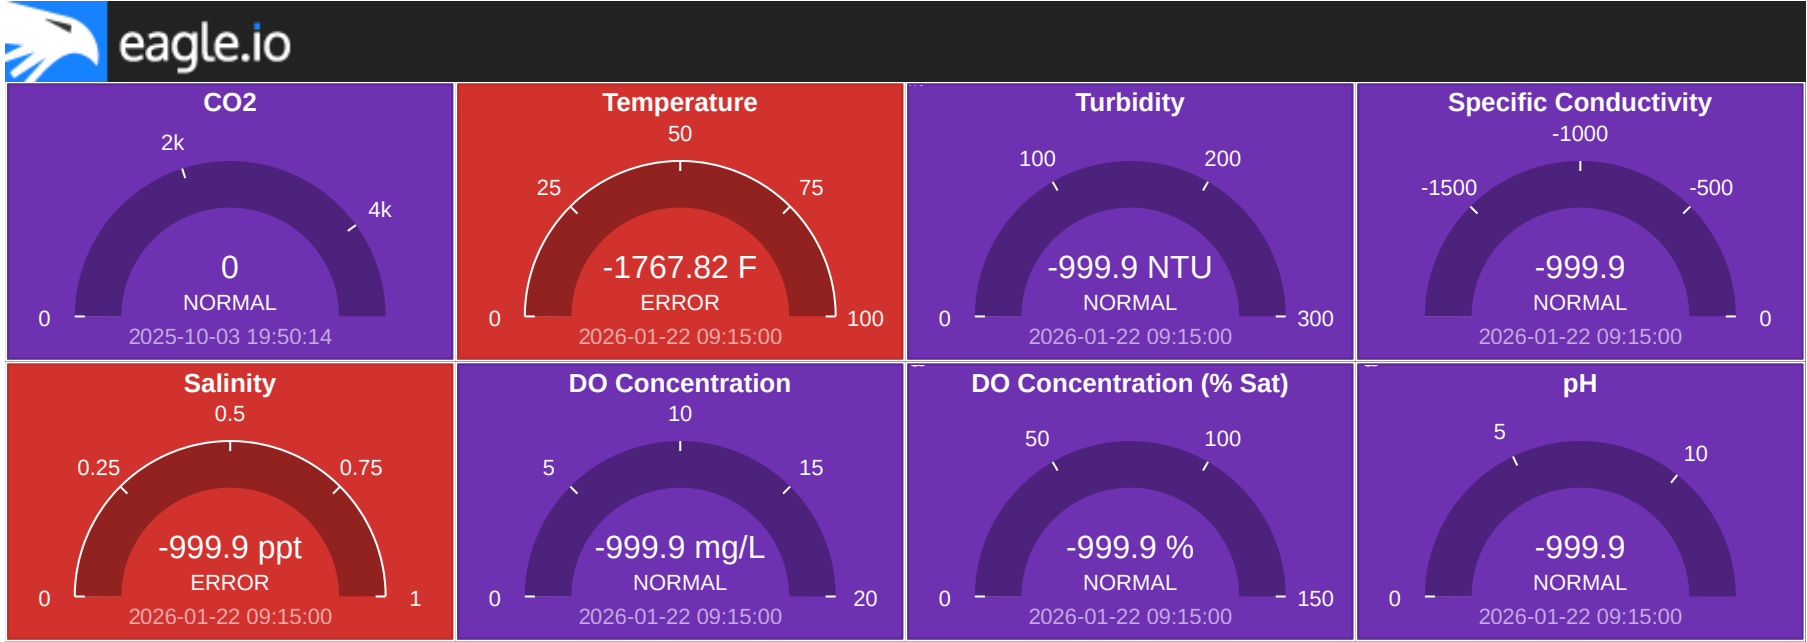 eagle.io
CO2
2k
4k
0
NORMAL
0
2025-10-03 19:50:14
Temperature
50
25
75
-1767.82 F
ERROR
0
100
2026-01-22 09:15:00
Turbidity
100
200
-999.9 NTU
NORMAL
0
300
2026-01-22 09:15:00
Specific Conductivity
-1000
-1500
-500
-999.9
NORMAL
0
2026-01-22 09:15:00
Salinity
0.5
0.25
0.75
-999.9 ppt
ERROR
0
1
2026-01-22 09:15:00
DO Concentration
10
5
15
-999.9 mg/L
NORMAL
0
20
2026-01-22 09:15:00
DO Concentration (% Sat)
50
100
-999.9 %
NORMAL
0
150
2026-01-22 09:15:00
pH
5
10
-999.9
NORMAL
0
2026-01-22 09:15:00